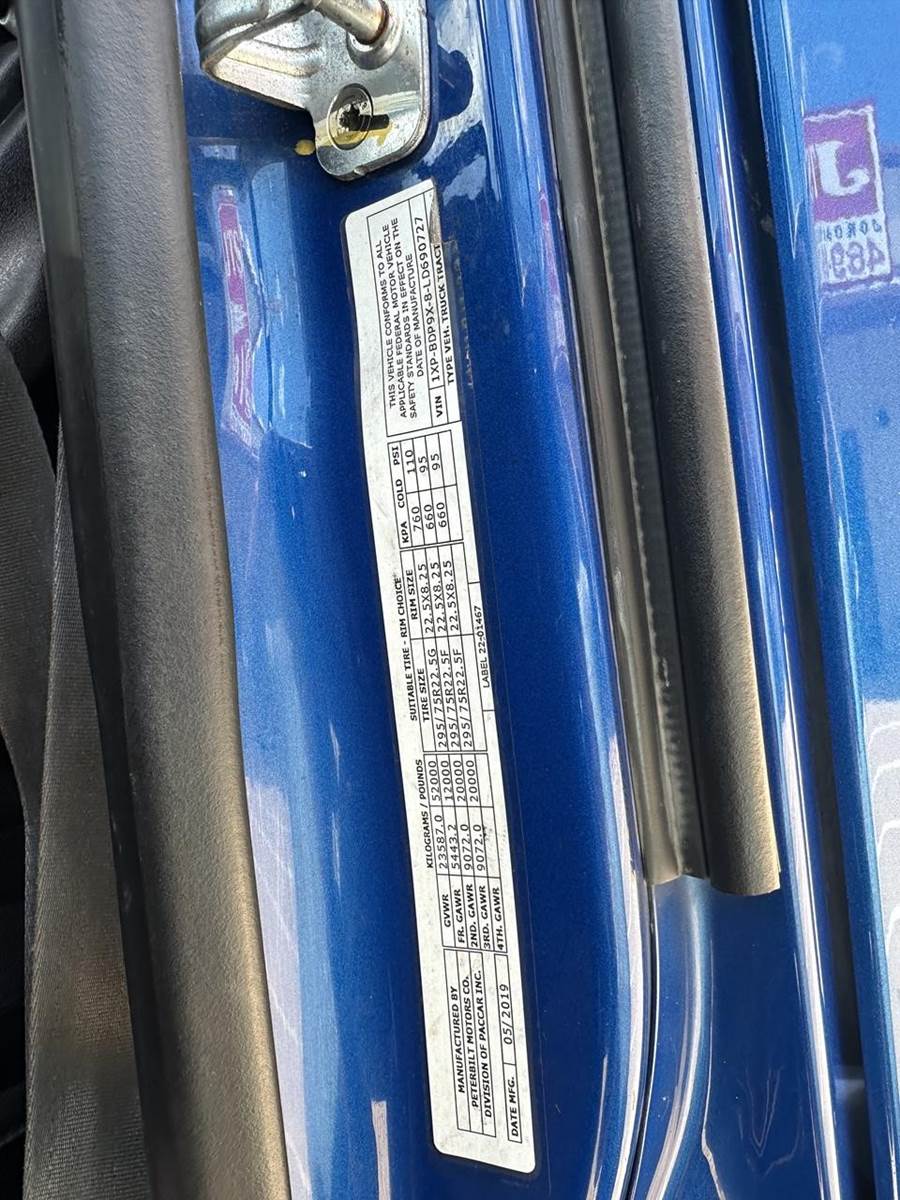 MANUFACTURED BY
PETERBILT MOTORS CO.
DIVISION OF PACCAR INC.
DATE MFG. 05/2019
KILOGRAMS / POUNDS
GVWR 23587.0 52000
FR. GAWR 5443.2 12000
2ND. GAWR 9072.0 20000
3RD. GAWR 9072.0 20000
4TH. GAWR
SUITABLE TIRE - RIM CHOICE
TIRE SIZE RIM SIZE KPA COLD PSI
295/75R22.5G 22.5X8.25 760 110
295/75R22.5F 22.5X8.25 660 95
295/75R22.5F 22.5X8.25 660 95
LABEL 22-01467
THIS VEHICLE CONFORMS TO ALL
APPLICABLE FEDERAL MOTOR VEHICLE
SAFETY STANDARDS IN EFFECT ON THE
DATE OF MANUFACTURE
VIN 1XP-BDP9X-8-LD690727
TYPE VEH. TRUCK TRACT